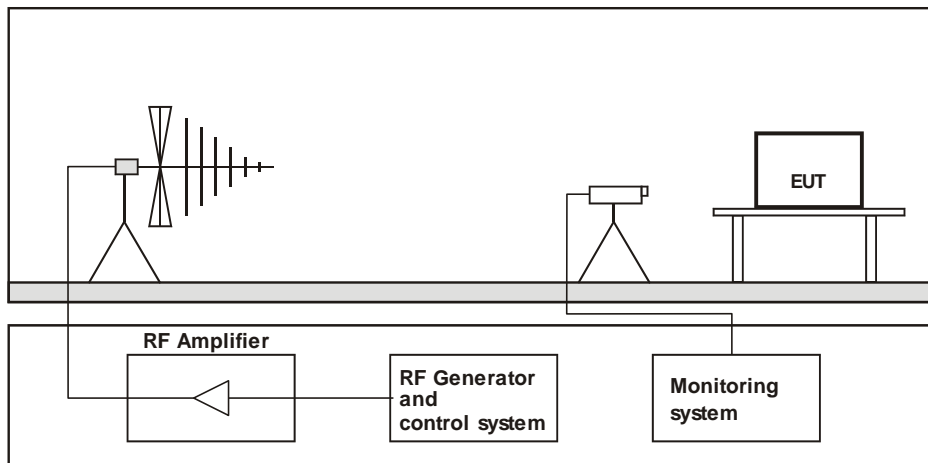 EUT
RF Amplifier
RF Generator
and
control system
Monitoring
system